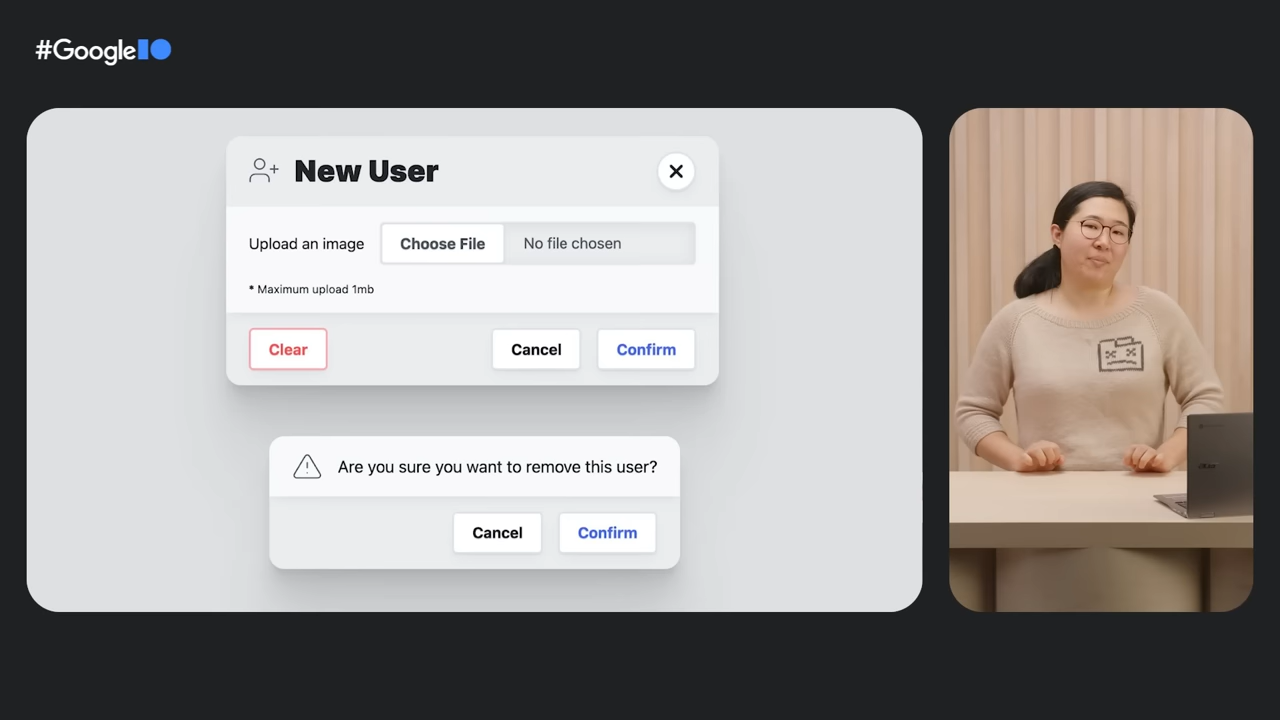 #GoogleIO
New User
Upload an image Choose File No file chosen
* Maximum upload 1mb
Clear Cancel Confirm
Are you sure you want to remove this user?
Cancel Confirm
acer